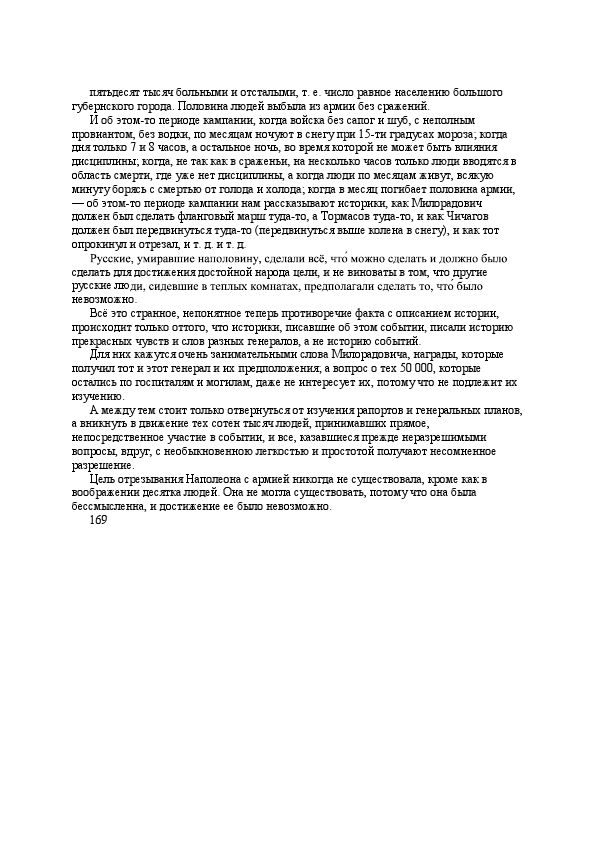 пятьдесят тысяч больными и отсталыми, т. е. число равное населению большого
губернского города. Половина людей выбыла из армии без сражений.
И об этом-то периоде кампании, когда войска без сапог и шуб, с неполным
провиантом, без водки, по месяцам ночуют в снегу при 15-ти градусах мороза; когда
дня только 7 и 8 часов, а остальное ночь, во время которой не может быть влияния
дисциплины; когда, не так как в сраженьи, на несколько часов только люди вводятся в
область смерти, где уже нет дисциплины, а когда люди по месяцам живут, всякую
минуту борясь с смертью от голода и холода; когда в месяц погибает половина армии,
— об этом-то периоде кампании нам рассказывают историки, как Милорадович
должен был сделать фланговый марш туда-то, а Тормасов туда-то, и как Чичагов
должен был передвинуться туда-то (передвинуться выше колена в снегу), и как тот
опрокинул и отрезал, и т. д. и т. д.
Русские, умиравшие наполовину, сделали всё, что́ можно сделать и должно было
сделать для достижения достойной народа цели, и не виноваты в том, что другие
русские люди, сидевшие в теплых комнатах, предполагали сделать то, что́ было
невозможно.
Всё это странное, непонятное теперь противоречие факта с описанием истории,
происходит только оттого, что историки, писавшие об этом событии, писали историю
прекрасных чувств и слов разных генералов, а не историю событий.
Для них кажутся очень занимательными слова Милорадовича, награды, которые
получил тот и этот генерал и их предположения; а вопрос о тех 50 000, которые
остались по госпиталям и могилам, даже не интересует их, потому что не подлежит их
изучению.
А между тем стоит только отвернуться от изучения рапортов и генеральных планов,
а вникнуть в движение тех сотен тысяч людей, принимавших прямое,
непосредственное участие в событии, и все, казавшиеся прежде неразрешимыми
вопросы, вдруг, с необыкновенною легкостью и простотой получают несомненное
разрешение.
Цель отрезывания Наполеона с армией никогда не существовала, кроме как в
воображении десятка людей. Она не могла существовать, потому что она была
бессмысленна, и достижение ее было невозможно.
169